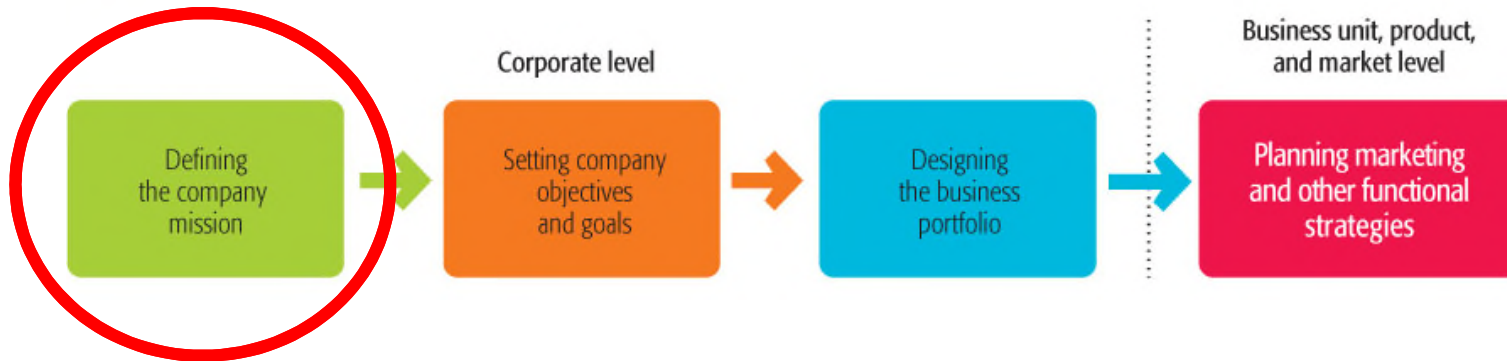 Corporate level
Business unit, product,
and market level
Defining
the company
mission
Setting company
objectives
and goals
Designing
the business
portfolio
Planning marketing
and other functional
strategies